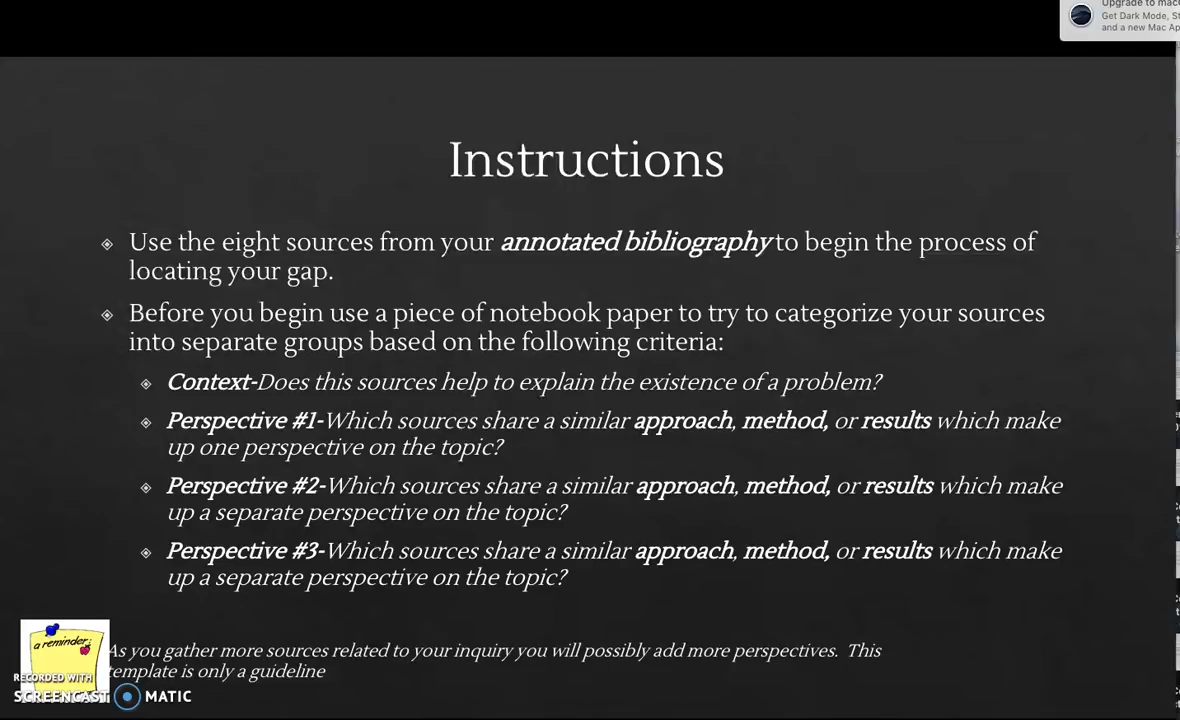 Upgrade to mac
Get Dark Mode, St
and a new Mac Ap
Instructions
Use the eight sources from your annotated bibliography to begin the process of
locating your gap.
Before you begin use a piece of notebook paper to try to categorize your sources
into separate groups based on the following criteria:
Context-Does this sources help to explain the existence of a problem?
Perspective #1-Which sources share a similar approach, method, or results which make
up one perspective on the topic?
Perspective #2-Which sources share a similar approach, method, or results which make
up a separate perspective on the topic?
Perspective #3-Which sources share a similar approach, method, or results which make
up a separate perspective on the topic?
a reminder:
As you gather more sources related to your inquiry you will possibly add more perspectives. This
template is only a guideline
RECORDED WITH
SCREENCAST MATIC